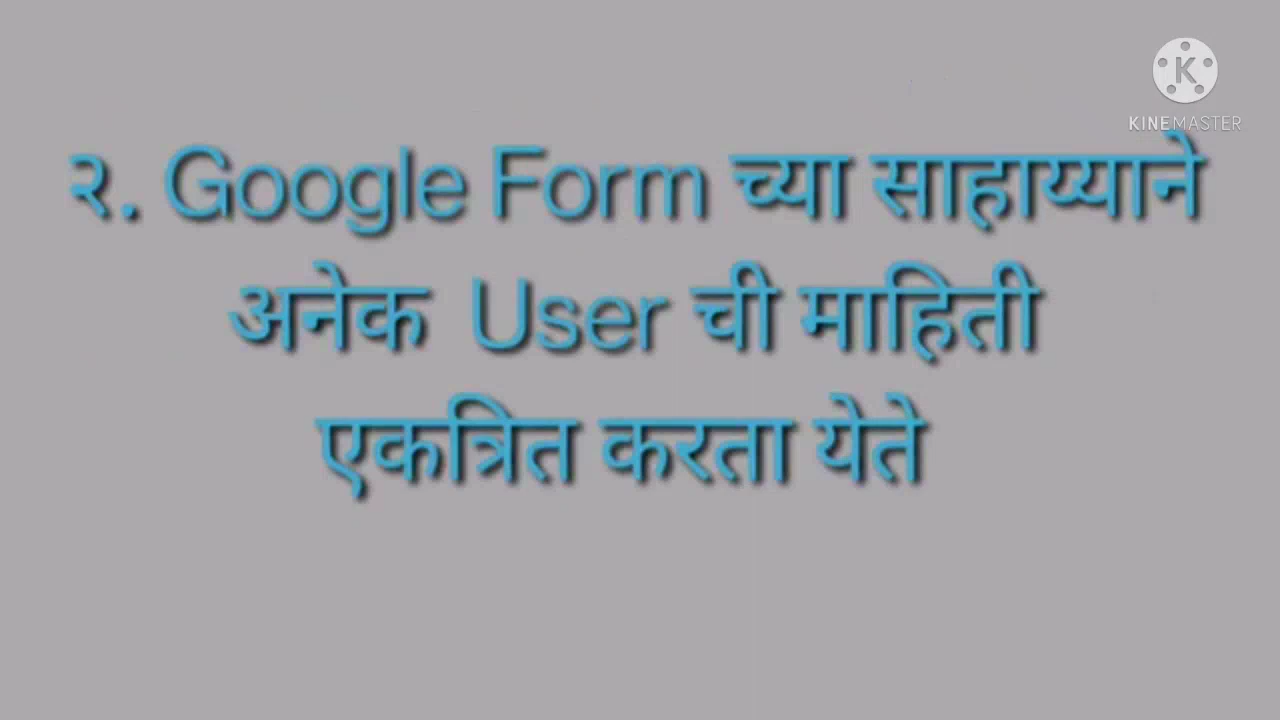 K
KINEMASTER
२. Google Form च्या साहाय्याने
अनेक User ची माहिती
एकत्रित करता येते